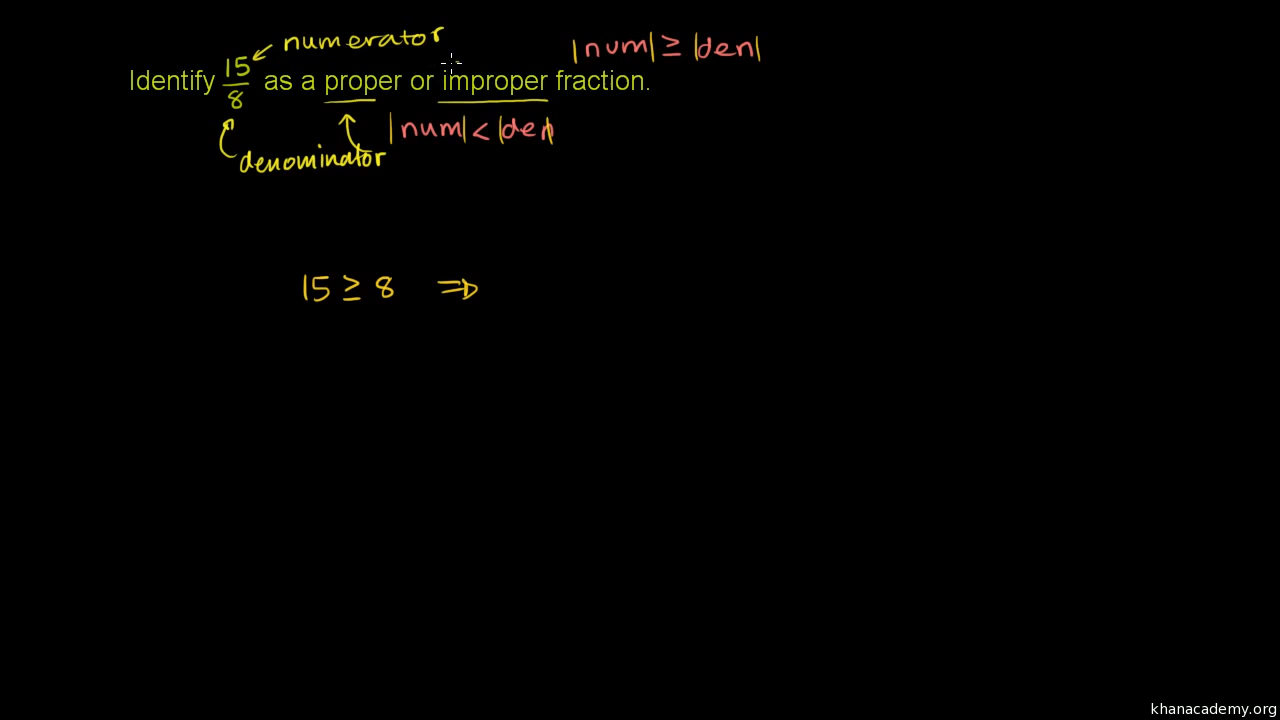 numerator
|num| ≥ |den|
Identify 15/8 as a proper or improper fraction.
|num| < |den|
denominator
15 ≥ 8 ⇒
khanacademy.org